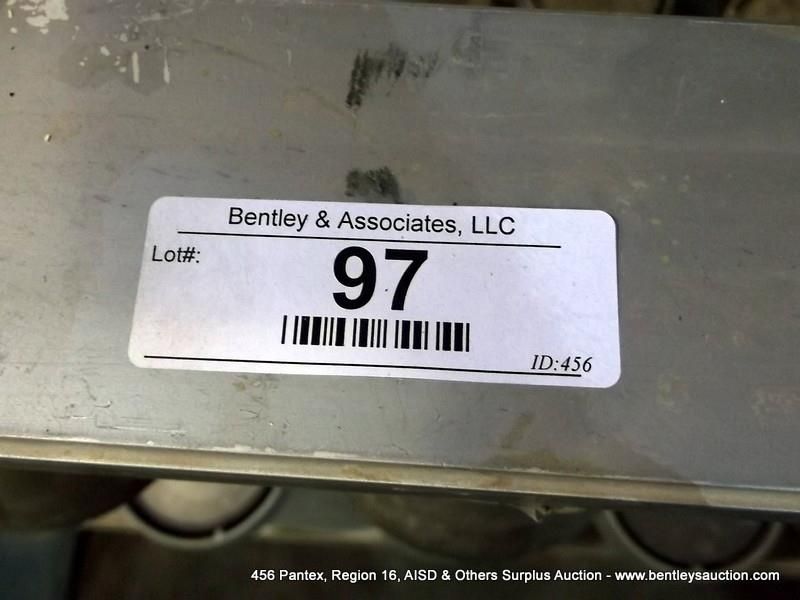 Bentley & Associates, LLC
Lot#:
97
ID:456
456 Pantex, Region 16, AISD & Others Surplus Auction - www.bentleysauction.com